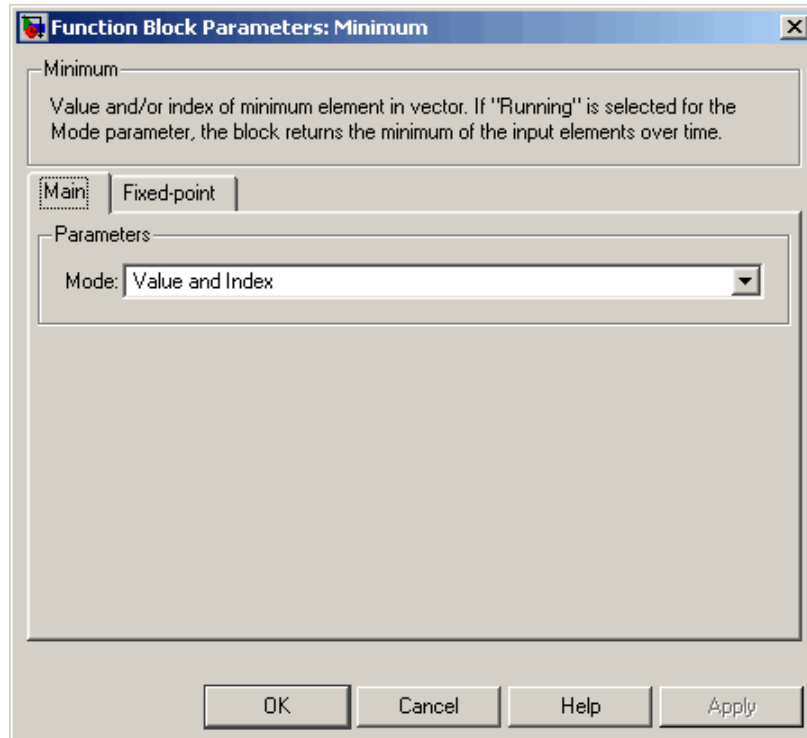 Function Block Parameters: Minimum
Minimum
Value and/or index of minimum element in vector. If "Running" is selected for the
Mode parameter, the block returns the minimum of the input elements over time.
Main Fixed-point
Parameters
Mode: Value and Index
OK Cancel Help Apply